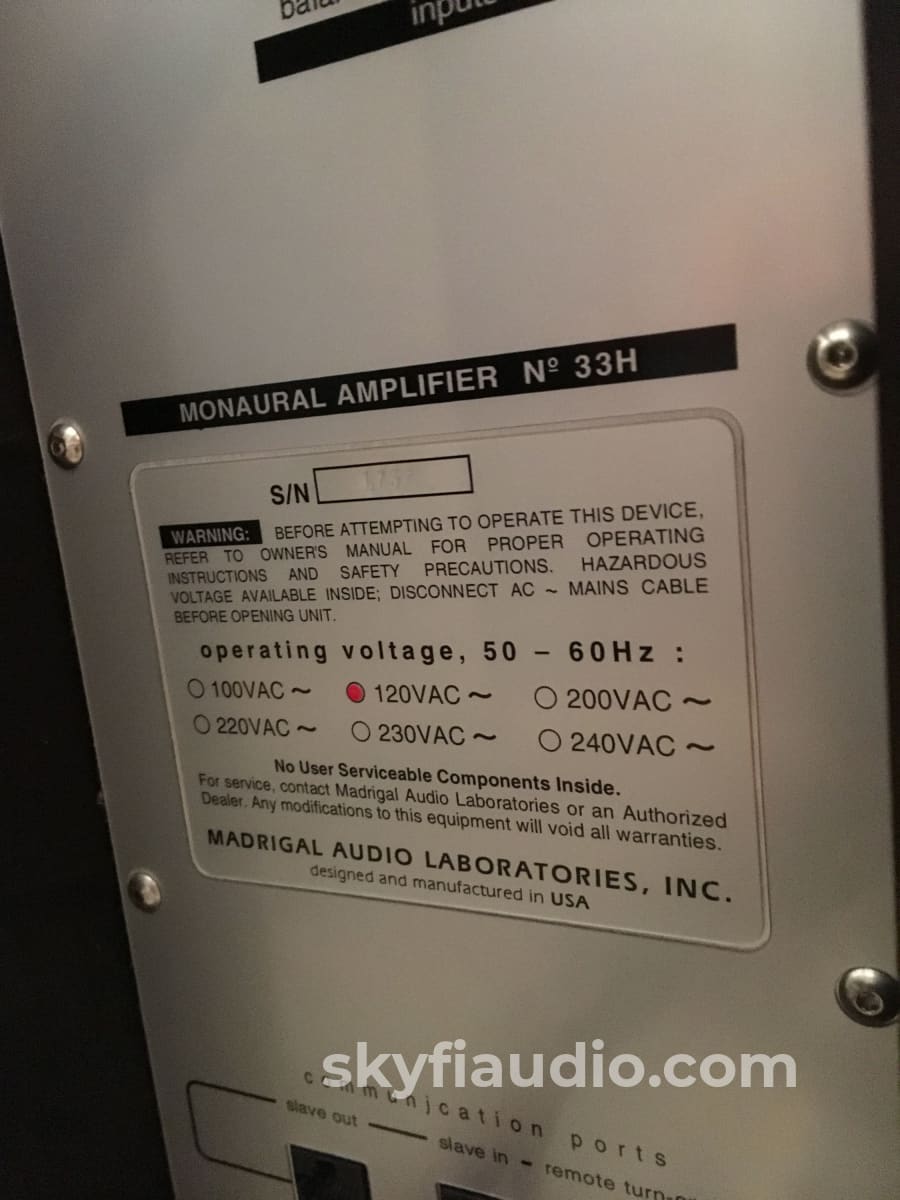 inputs
MONAURAL AMPLIFIER Nº 33H
S/N
WARNING: BEFORE ATTEMPTING TO OPERATE THIS DEVICE,
REFER TO OWNER'S MANUAL FOR PROPER OPERATING
INSTRUCTIONS AND SAFETY PRECAUTIONS. HAZARDOUS
VOLTAGE AVAILABLE INSIDE; DISCONNECT AC ~ MAINS CABLE
BEFORE OPENING UNIT.
operating voltage, 50 – 60Hz :
100VAC ~ 120VAC ~ 200VAC ~
220VAC ~ 230VAC ~ 240VAC ~
No User Serviceable Components Inside.
For service, contact Madrigal Audio Laboratories or an Authorized
Dealer. Any modifications to this equipment will void all warranties.
MADRIGAL AUDIO LABORATORIES, INC.
designed and manufactured in USA
skyfiaudio.com
communication ports
slave out — slave in – remote turn-